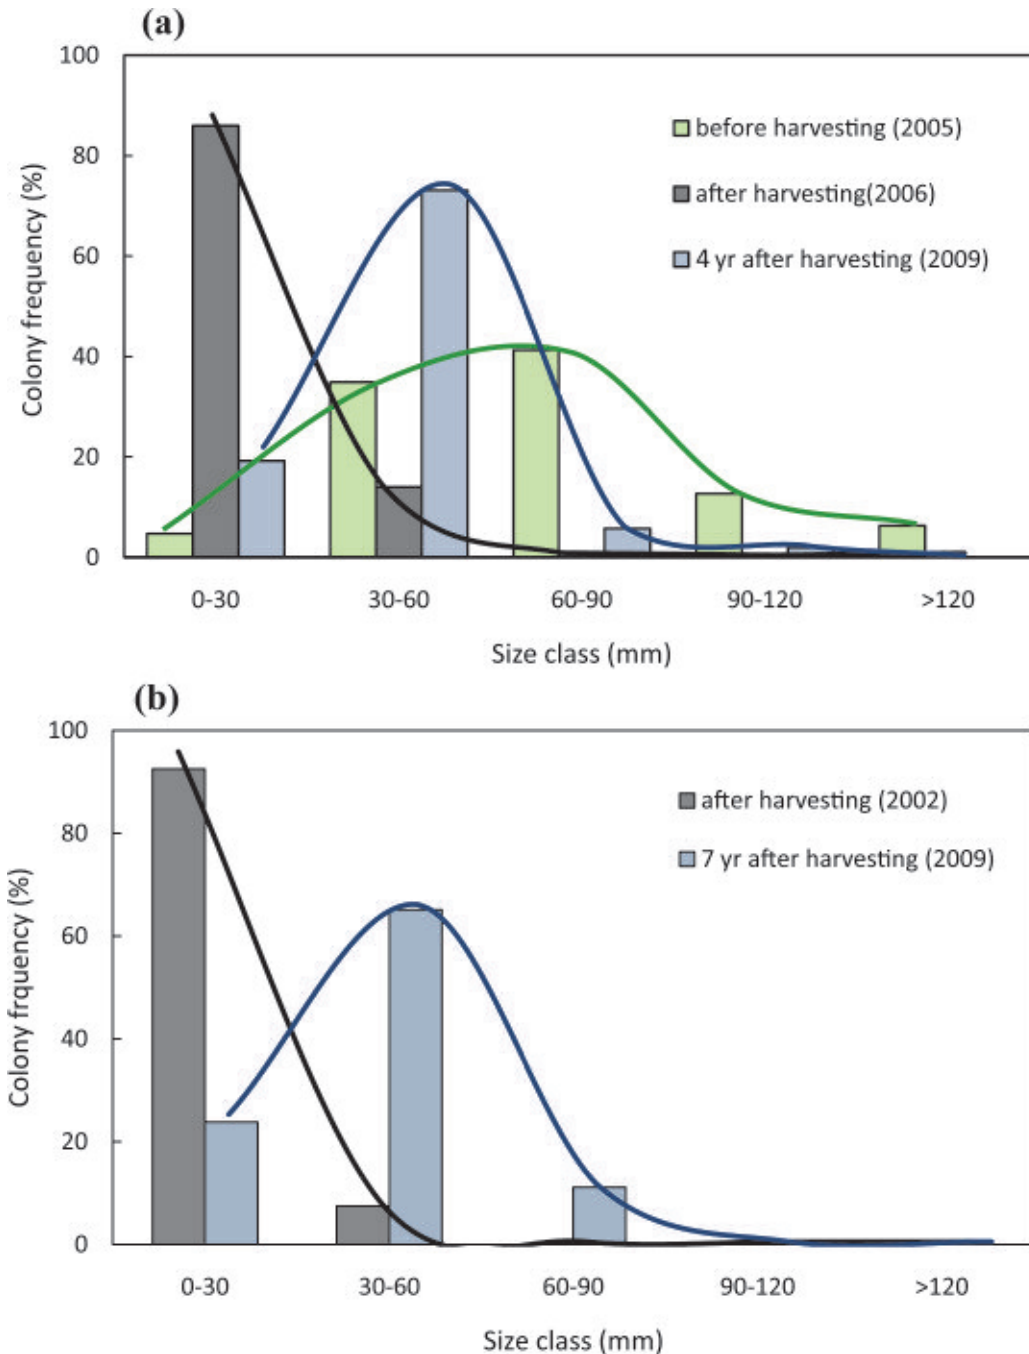 (a)
100
80
60
40
20
0
Colony frequency (%)
before harvesting (2005)
after harvesting(2006)
4 yr after harvesting (2009)
0-30 30-60 60-90 90-120 >120
Size class (mm)
(b)
100
80
60
40
20
0
Colony frquency (%)
after harvesting (2002)
7 yr after harvesting (2009)
0-30 30-60 60-90 90-120 >120
Size class (mm)